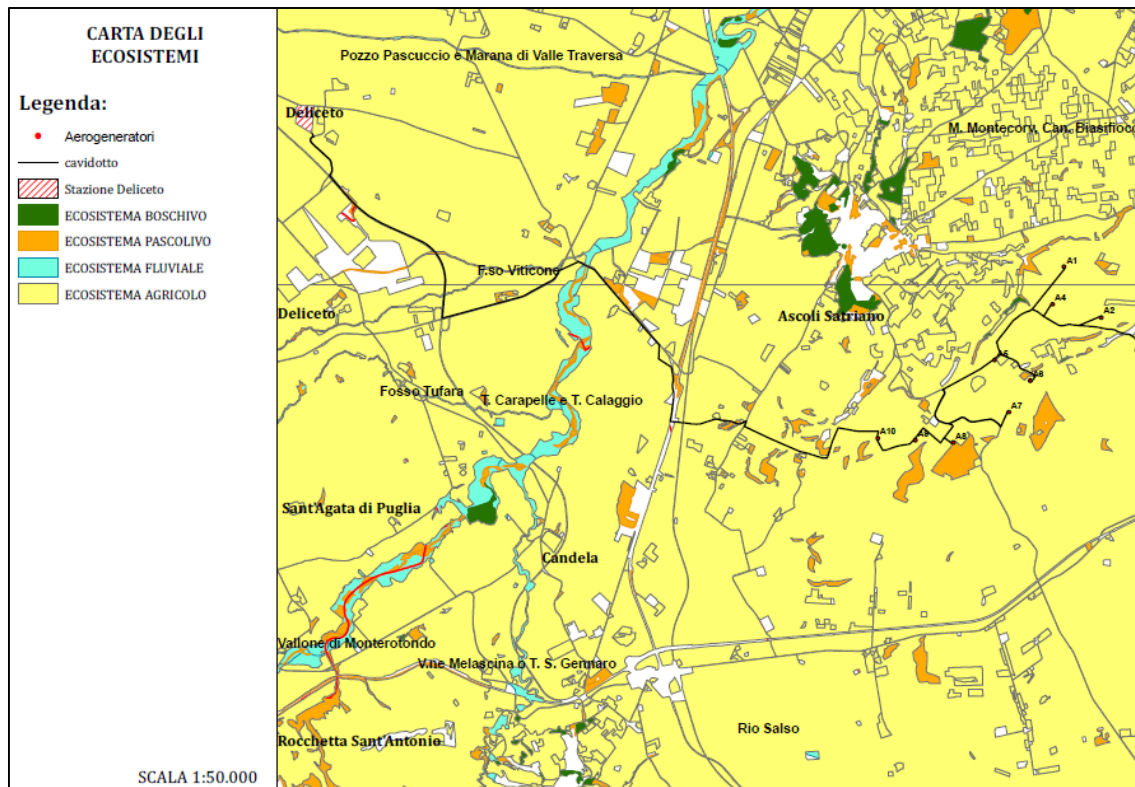 CARTA DEGLI
ECOSISTEMI
Legenda:
Aerogeneratori
cavidotto
Stazione Deliceto
ECOSISTEMA BOSCHIVO
ECOSISTEMA PASCOLIVO
ECOSISTEMA FLUVIALE
ECOSISTEMA AGRICOLO
SCALA 1:50.000
Pozzo Pascuccio e Marana di Valle Traversa
Deliceto
M. Montecorv, Can. Biasifiocc
F.so Viticone
A1
A4
A2
Deliceto
Ascoli Satriano
A6
Fosso Tufara
T. Carapelle e T. Calaggio
A7
A10
A8
Sant'Agata di Puglia
Candela
Vallone di Monterotondo
V.ne Melascina o T. S. Gennaro
Rio Salso
Rocchetta Sant'Antonio